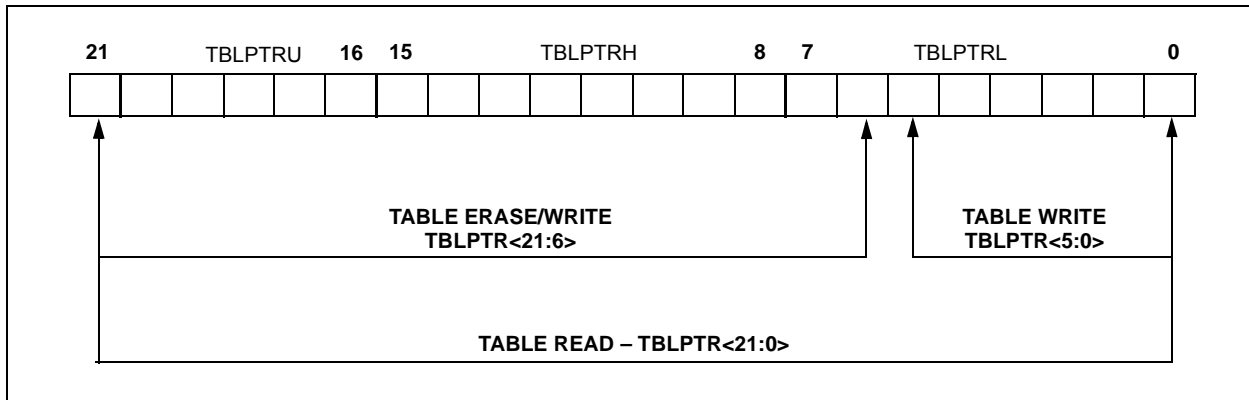 21 TBLPTRU 16 15 TBLPTRH 8 7 TBLPTRL 0
TABLE ERASE/WRITE
TBLPTR<21:6>
TABLE WRITE
TBLPTR<5:0>
TABLE READ – TBLPTR<21:0>